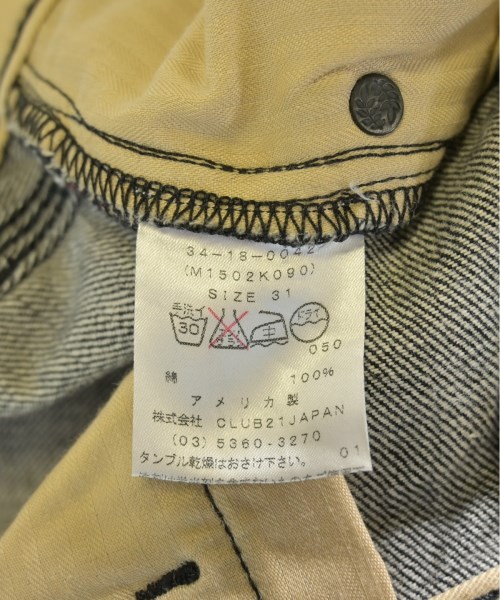 34-18-0042
(M1502K090)
SIZE 31
手洗イ 30 中 ドライ
050
綿 100%
アメリカ製
株式会社 CLUB21JAPAN
(03) 5360-3270
タンブル乾燥はおさけ下さい。 01